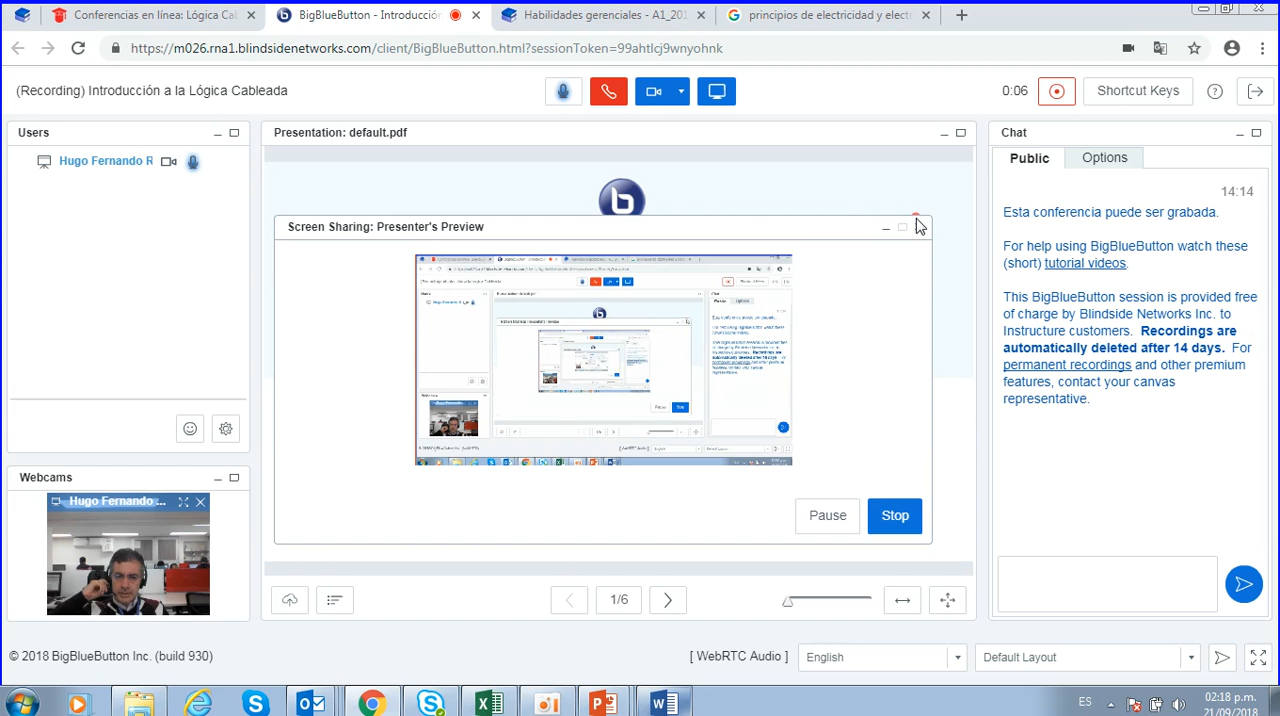 Conferencias en línea: Lógica Cal
BigBlueButton - Introducció
Habilidades gerenciales - A1_201
principios de electricidad y elect
https://m026.rna1.blindsidenetworks.com/client/BigBlueButton.html?sessionToken=99ahtlcj9wnyohnk
(Recording) Introducción a la Lógica Cableada
0:06
Shortcut Keys
Users
Hugo Fernando R
Presentation: default.pdf
Screen Sharing: Presenter's Preview
Pause
Stop
1/6
Chat
Public
Options
14:14
Esta conferencia puede ser grabada.
For help using BigBlueButton watch these
(short) tutorial videos.
This BigBlueButton session is provided free
of charge by Blindside Networks Inc. to
Instructure customers. Recordings are
automatically deleted after 14 days. For
permanent recordings and other premium
features, contact your canvas
representative.
Webcams
Hugo Fernando ...
© 2018 BigBlueButton Inc. (build 930)
[ WebRTC Audio ]
English
Default Layout
ES
02:18 p.m.
21/09/2018